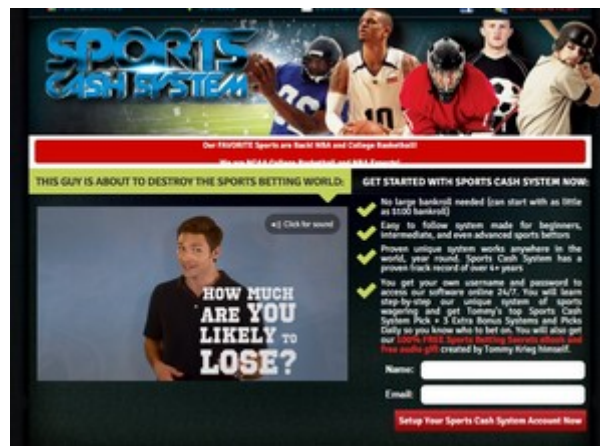 SPORTS
CASH SYSTEM
10
Our FAVORITE Sports are Back! NBA and College Basketball!
We are NCAA College Basketball and NBA Experts!
THIS GUY IS ABOUT TO DESTROY THE SPORTS BETTING WORLD:
Click for sound
HOW MUCH
ARE YOU
LIKELY TO
LOSE?
GET STARTED WITH SPORTS CASH SYSTEM NOW:
No large bankroll needed (can start with as little
as $100 bankroll)
Easy to follow system made for beginners,
intermediate, and even advanced sports bettors
Proven unique system works anywhere in the
world, year round. Sports Cash System has a
proven track record of over 4+ years
You get your own username and password to
access our software online 24/7. You will learn
step-by-step our unique system of sports
wagering and get Tommy's top Sports Cash
System Pick + 3 Extra Bonus Systems and Picks
Daily so you know who to bet on. You will also get
our 100% FREE Sports Betting Secrets eBook and
free audio gift created by Tommy Krieg himself.
Name:
Email:
Setup Your Sports Cash System Account Now